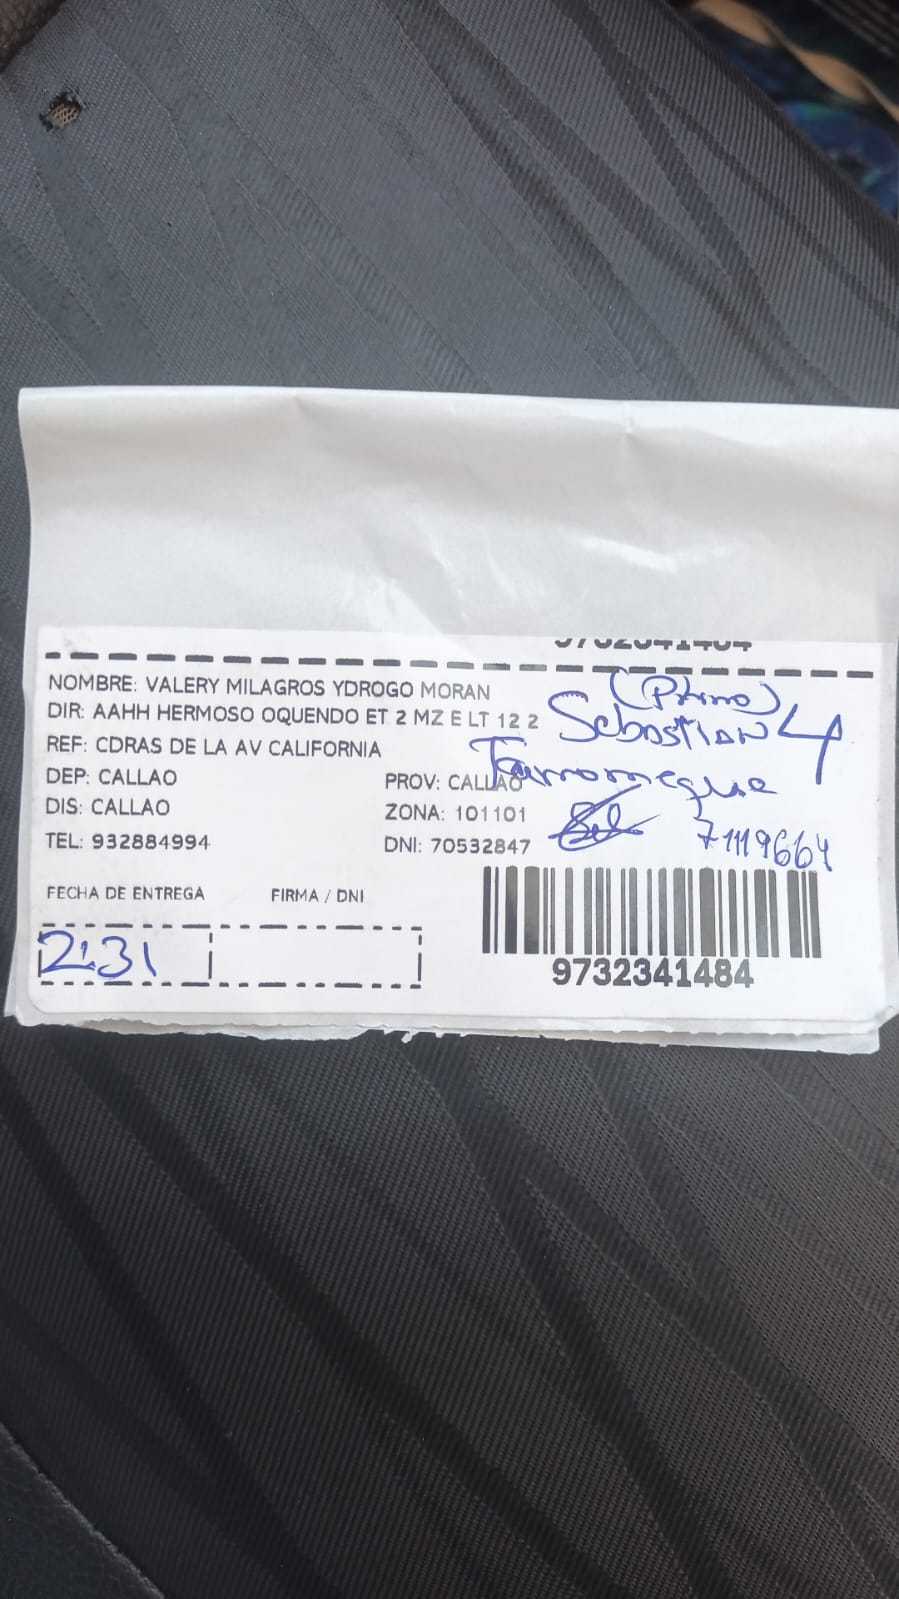 9732341484
NOMBRE: VALERY MILAGROS YDROGO MORAN
(Primo)
DIR: AAHH HERMOSO OQUENDO ET 2 MZ E LT 12 2
Sebastian 4
REF: CDRAS DE LA AV CALIFORNIA
DEP: CALLAO
PROV: CALLAO
DIS: CALLAO
ZONA: 101101
TEL: 932884994
DNI: 70532847
71119664
FECHA DE ENTREGA
FIRMA / DNI
2:31
9732341484